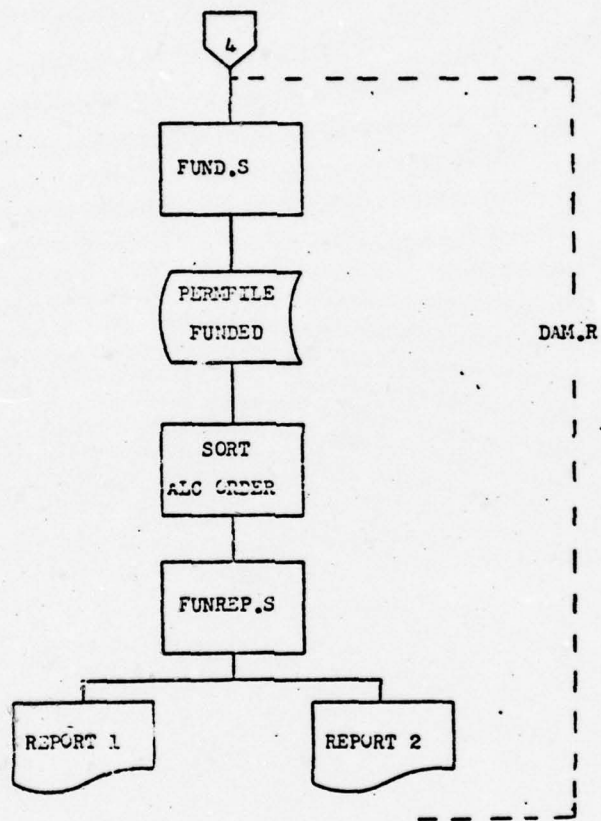 4
FUND.S
PERMFILE
FUNDED
DAM.R
SORT
ALC ORDER
FUNREP.S
REPORT 1
REPORT 2